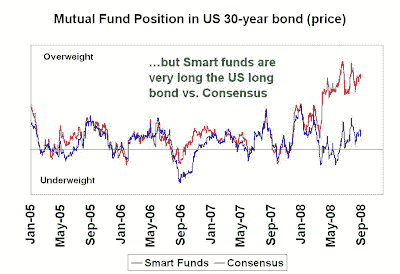 Mutual Fund Position in US 30-year bond (price)
Overweight
...but Smart funds are
very long the US long
bond vs. Consensus
Underweight
Jan-05
May-05
Sep-05
Jan-06
May-06
Sep-06
Jan-07
May-07
Sep-07
Jan-08
May-08
Sep-08
Smart Funds
Consensus